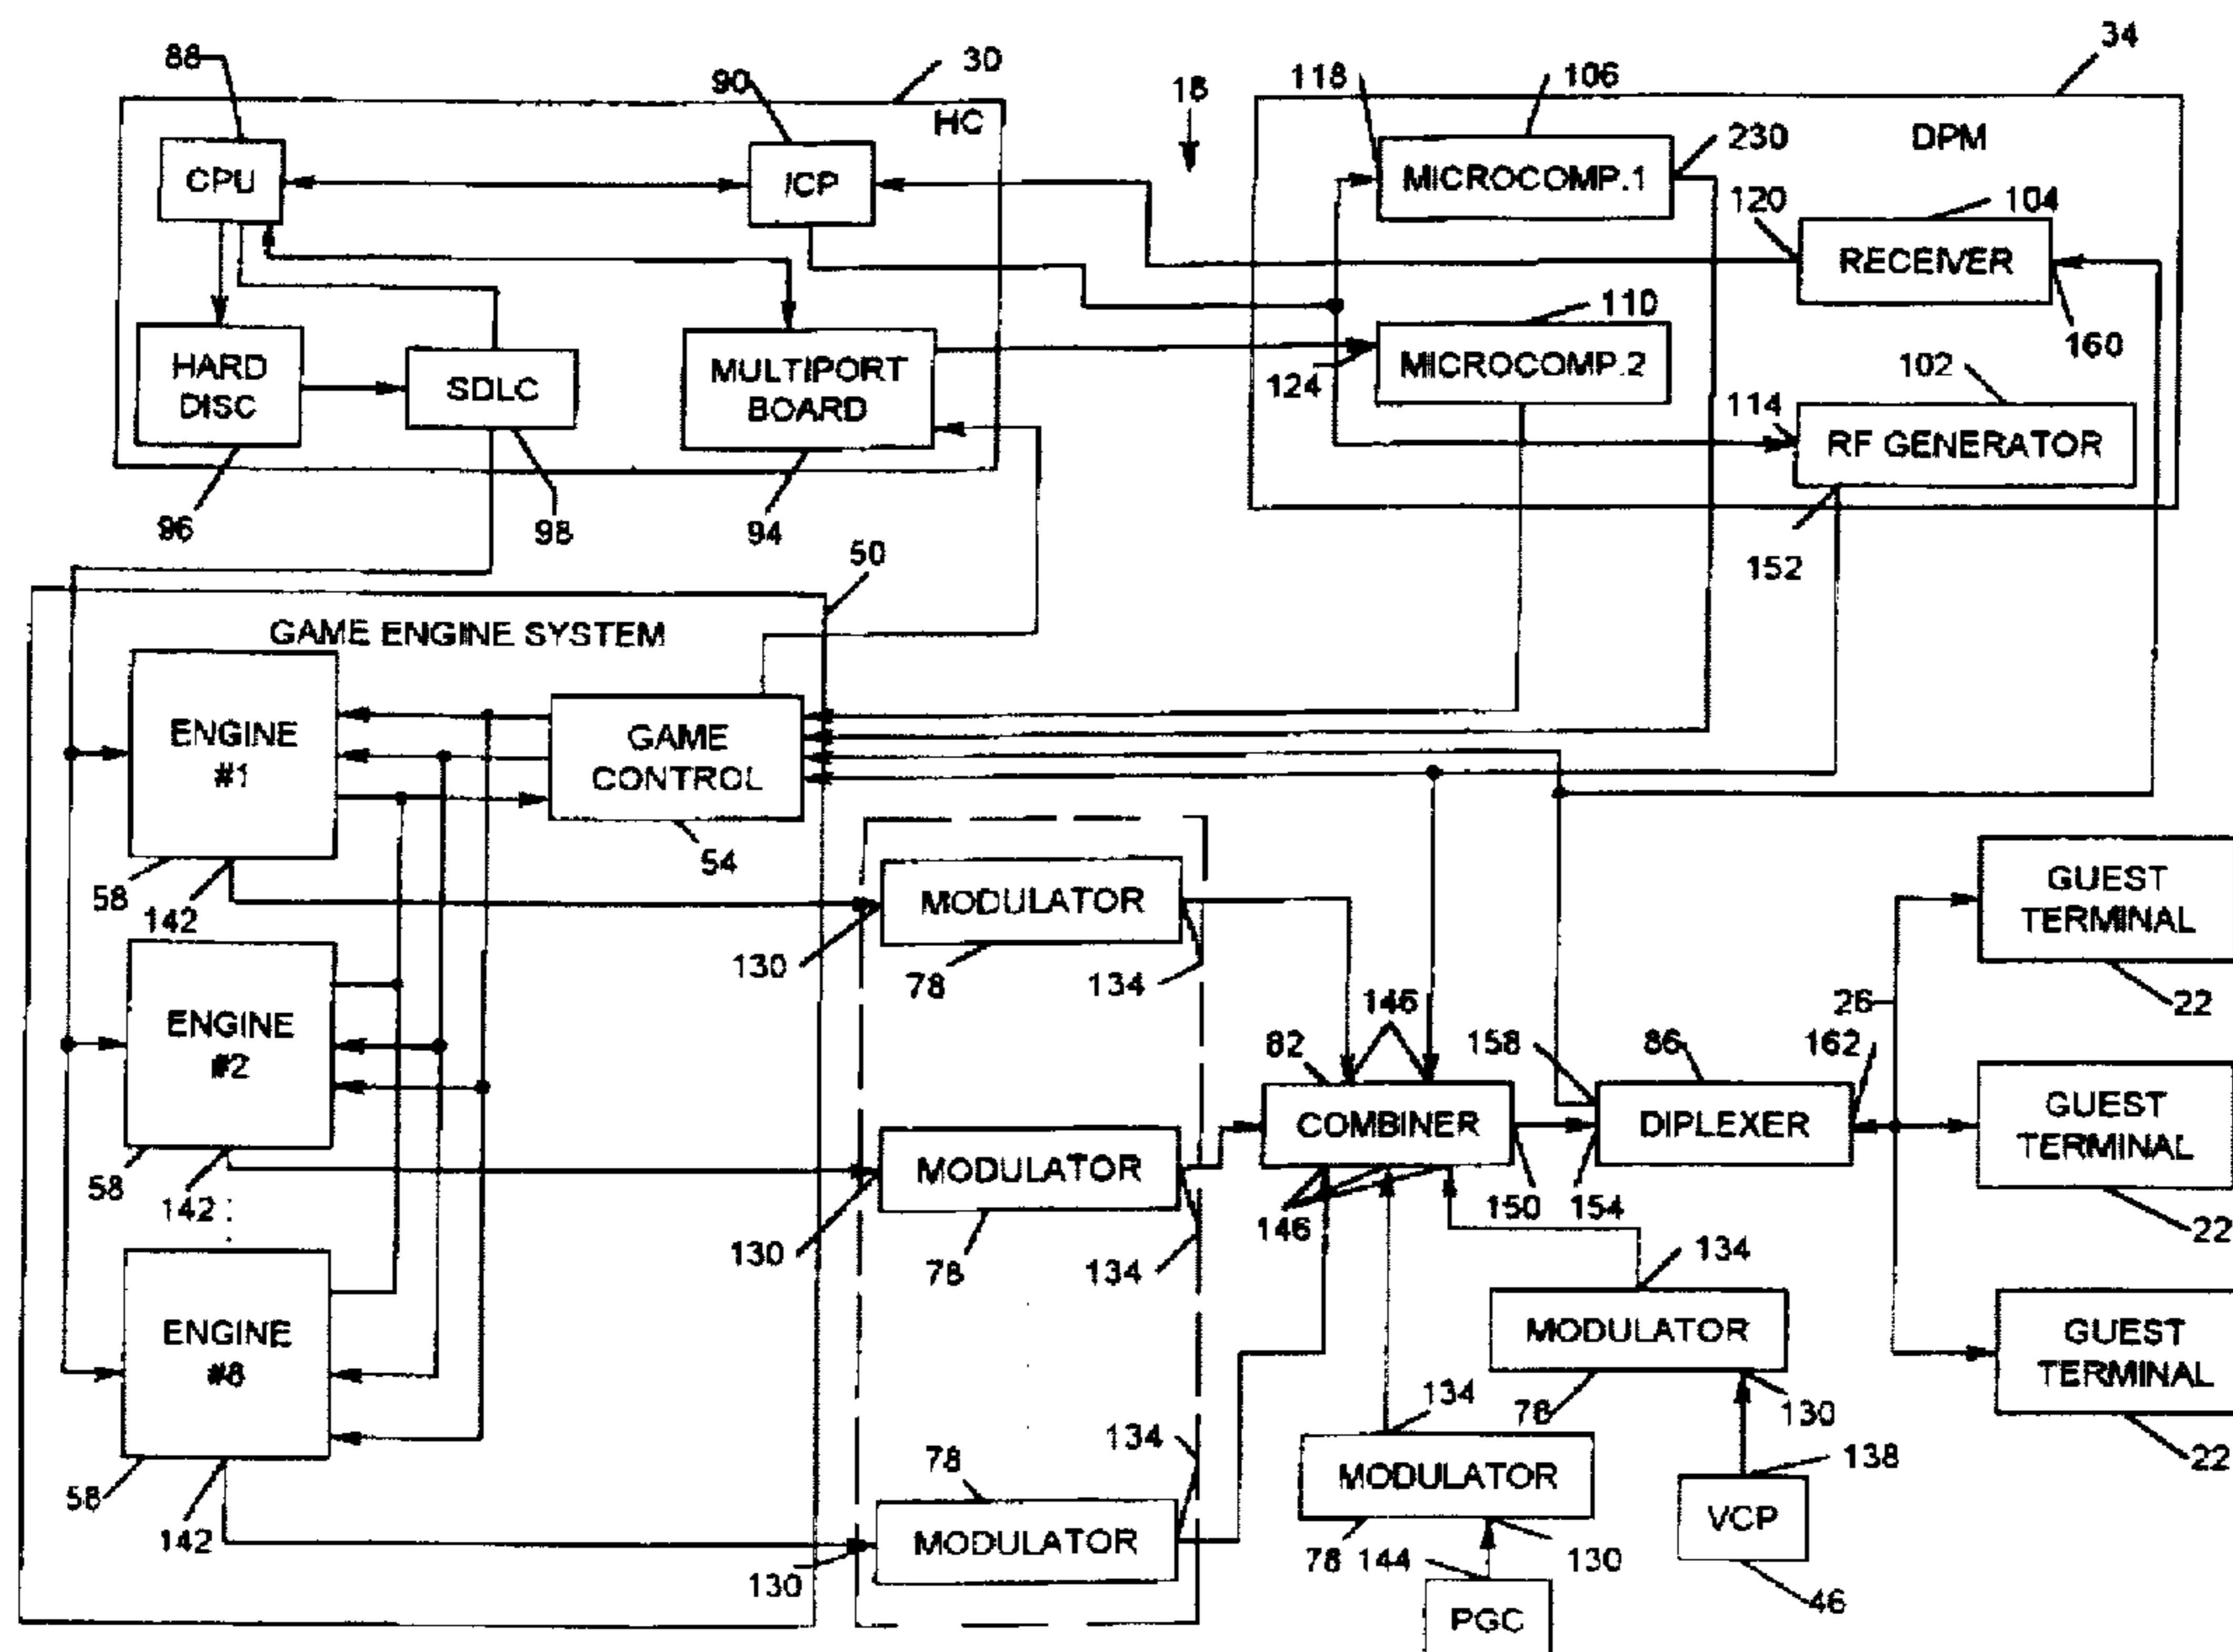 88
90
30
HC
CPU
ICP
HARD
DISC
SDLC
MULTIPORT
BOARD
96
98
94
18
118
106
34
DPM
MICROCOMP.1
230
120
104
RECEIVER
160
110
MICROCOMP.2
124
102
114
RF GENERATOR
152
50
GAME ENGINE SYSTEM
ENGINE
#1
GAME
CONTROL
54
58
142
ENGINE
#2
58
142
ENGINE
#8
58
142
130
MODULATOR
78
134
130
MODULATOR
78
134
78
134
MODULATOR
130
82
146
COMBINER
146
150
158
86
162
DIPLEXER
154
26
GUEST
TERMINAL
22
GUEST
TERMINAL
22
GUEST
TERMINAL
22
134
MODULATOR
78
130
134
MODULATOR
78
144
130
138
VCP
46
PGC